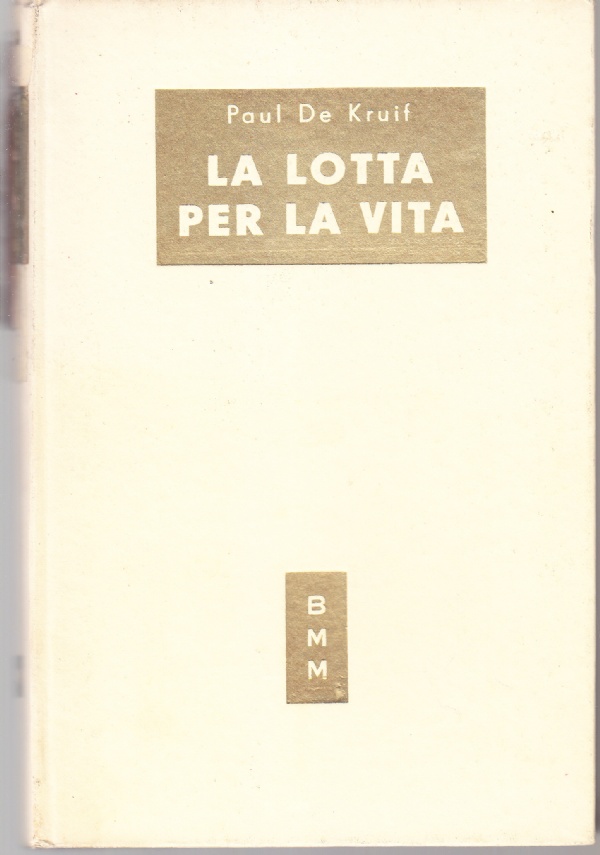 Paul De Kruif
LA LOTTA
PER LA VITA
B
M
M